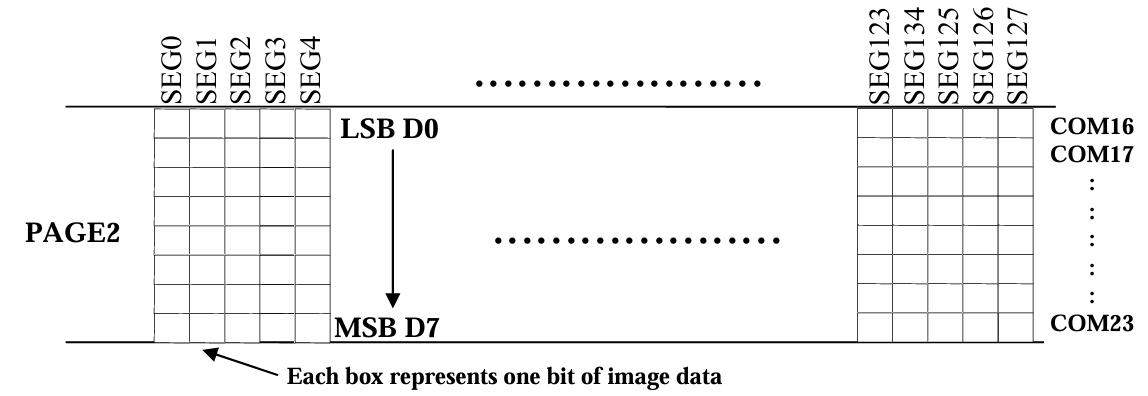 SEG0
SEG1
SEG2
SEG3
SEG4
....................
SEG123
SEG134
SEG125
SEG126
SEG127
LSB D0
COM16
COM17
:
:
PAGE2
....................
:
:
:
MSB D7
COM23
Each box represents one bit of image data